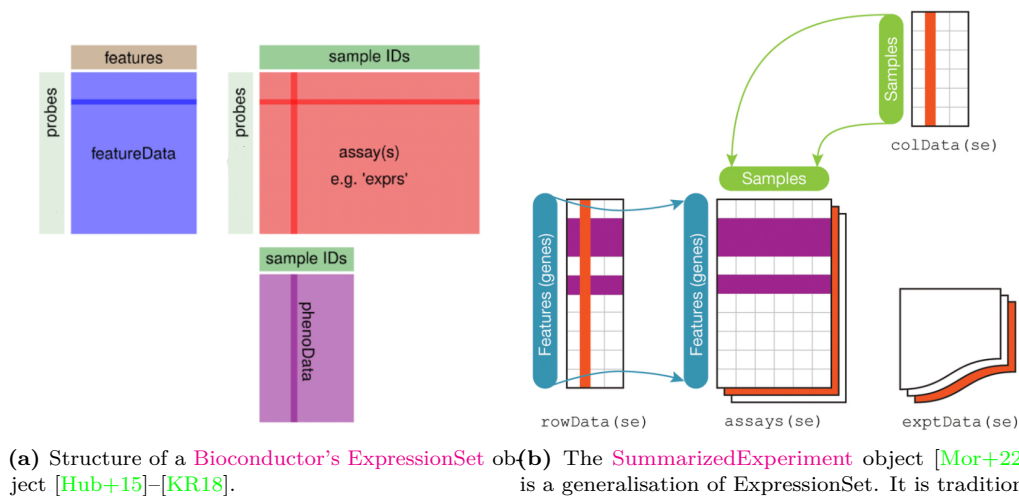 features
probes
featureData
sample IDs
probes
assay(s)
e.g. 'exprs'
sample IDs
phenoData
Samples
colData(se)
Samples
Features (genes)
Features (genes)
rowData(se)
assays(se)
exptData(se)
(a) Structure of a Bioconductor's ExpressionSet ob-
ject [Hub+15]–[KR18].
(b) The SummarizedExperiment object [Mor+22
is a generalisation of ExpressionSet. It is tradition